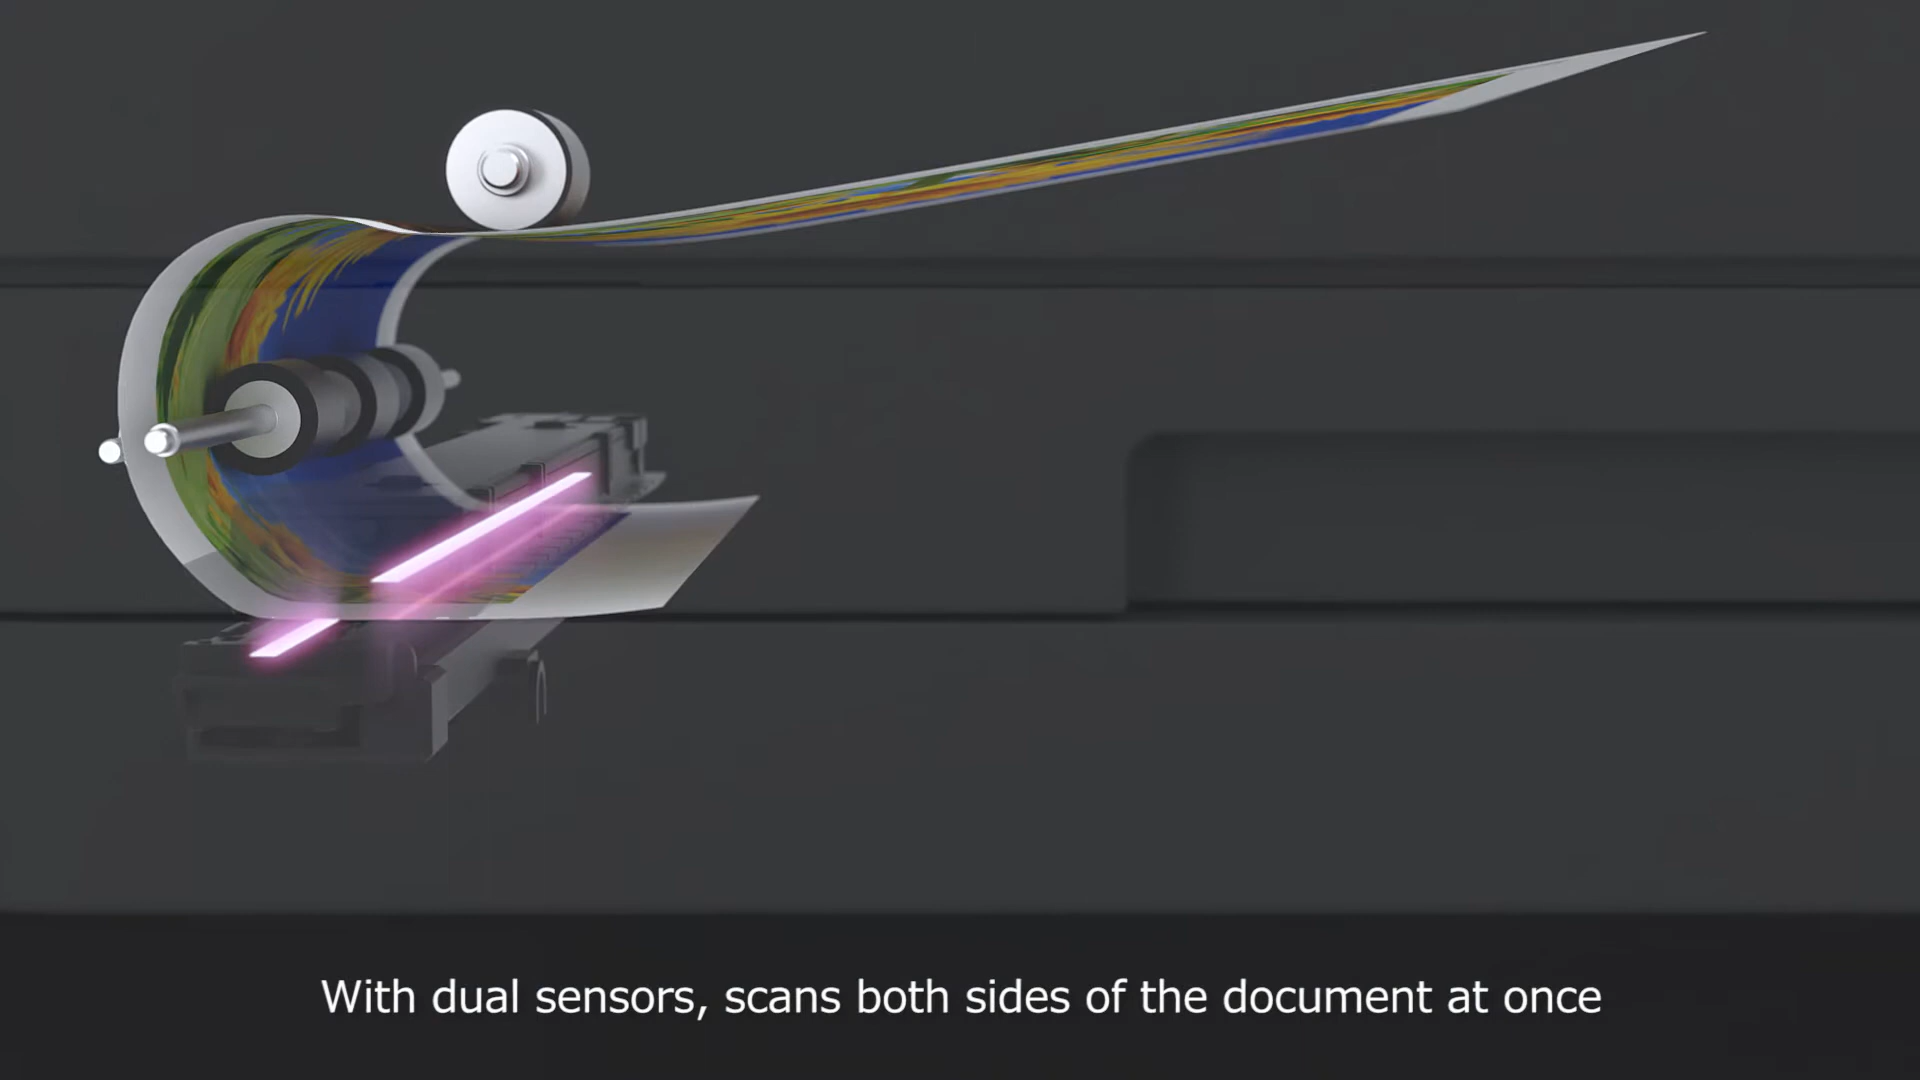 With dual sensors, scans both sides of the document at once